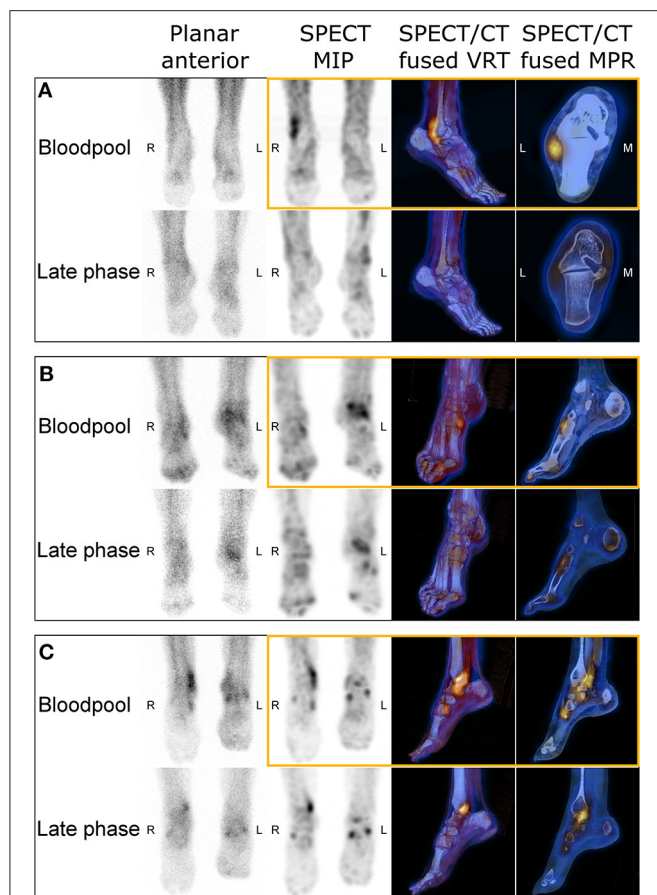 Planar anterior
SPECT MIP
SPECT/CT fused VRT
SPECT/CT fused MPR
A
Bloodpool
R
L
R
L
L
M
Late phase
R
L
R
L
L
M
B
Bloodpool
R
L
R
L
Late phase
R
L
R
L
C
Bloodpool
R
L
R
L
Late phase
R
L
R
L